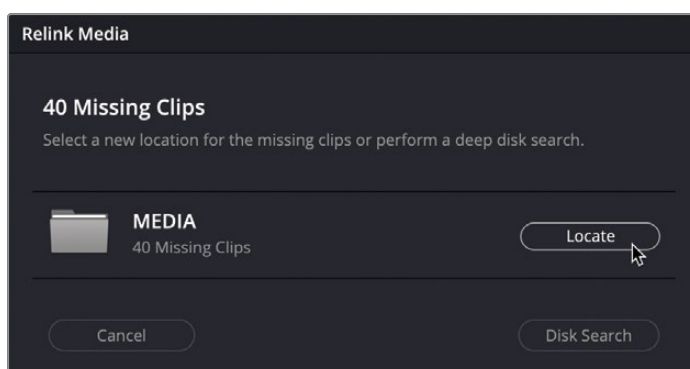 Relink Media
40 Missing Clips
Select a new location for the missing clips or perform a deep disk search.
MEDIA
40 Missing Clips
Locate
Cancel
Disk Search